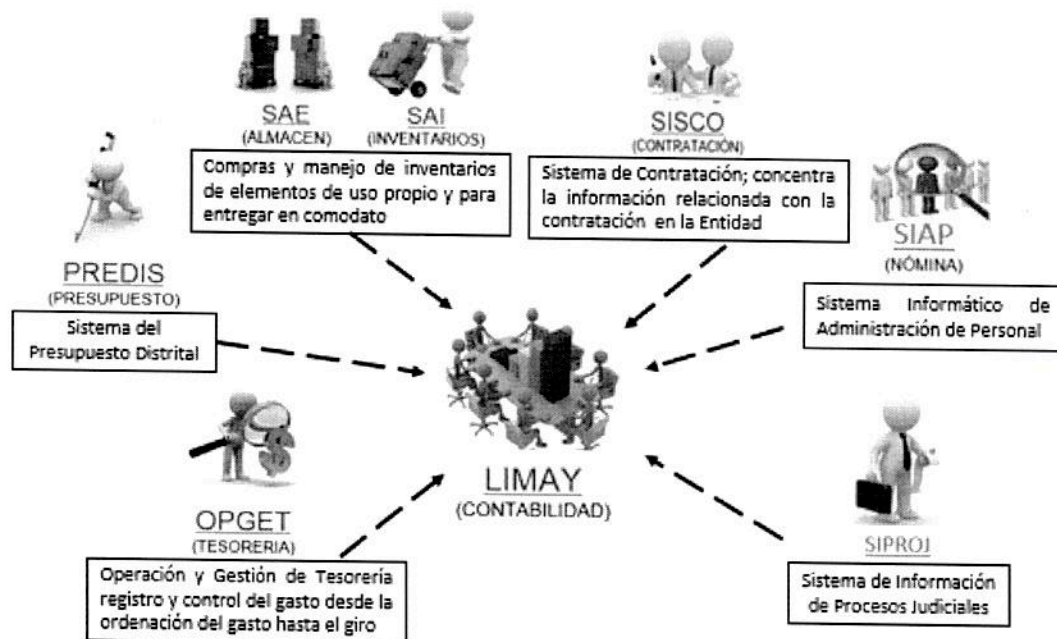 SAE
(ALMACEN)
SAI
(INVENTARIOS)
Compras y manejo de inventarios
de elementos de uso propio y para
entregar en comodato
SISCO
(CONTRATACIÓN)
Sistema de Contratación; concentra
la información relacionada con la
contratación en la Entidad
SIAP
(NÓMINA)
Sistema Informático de
Administración de Personal
PREDIS
(PRESUPUESTO)
Sistema del
Presupuesto Distrital
LIMAY
(CONTABILIDAD)
OPGET
(TESORERIA)
Operación y Gestión de Tesorería
registro y control del gasto desde la
ordenación del gasto hasta el giro
SIPROJ
Sistema de Información
de Procesos Judiciales